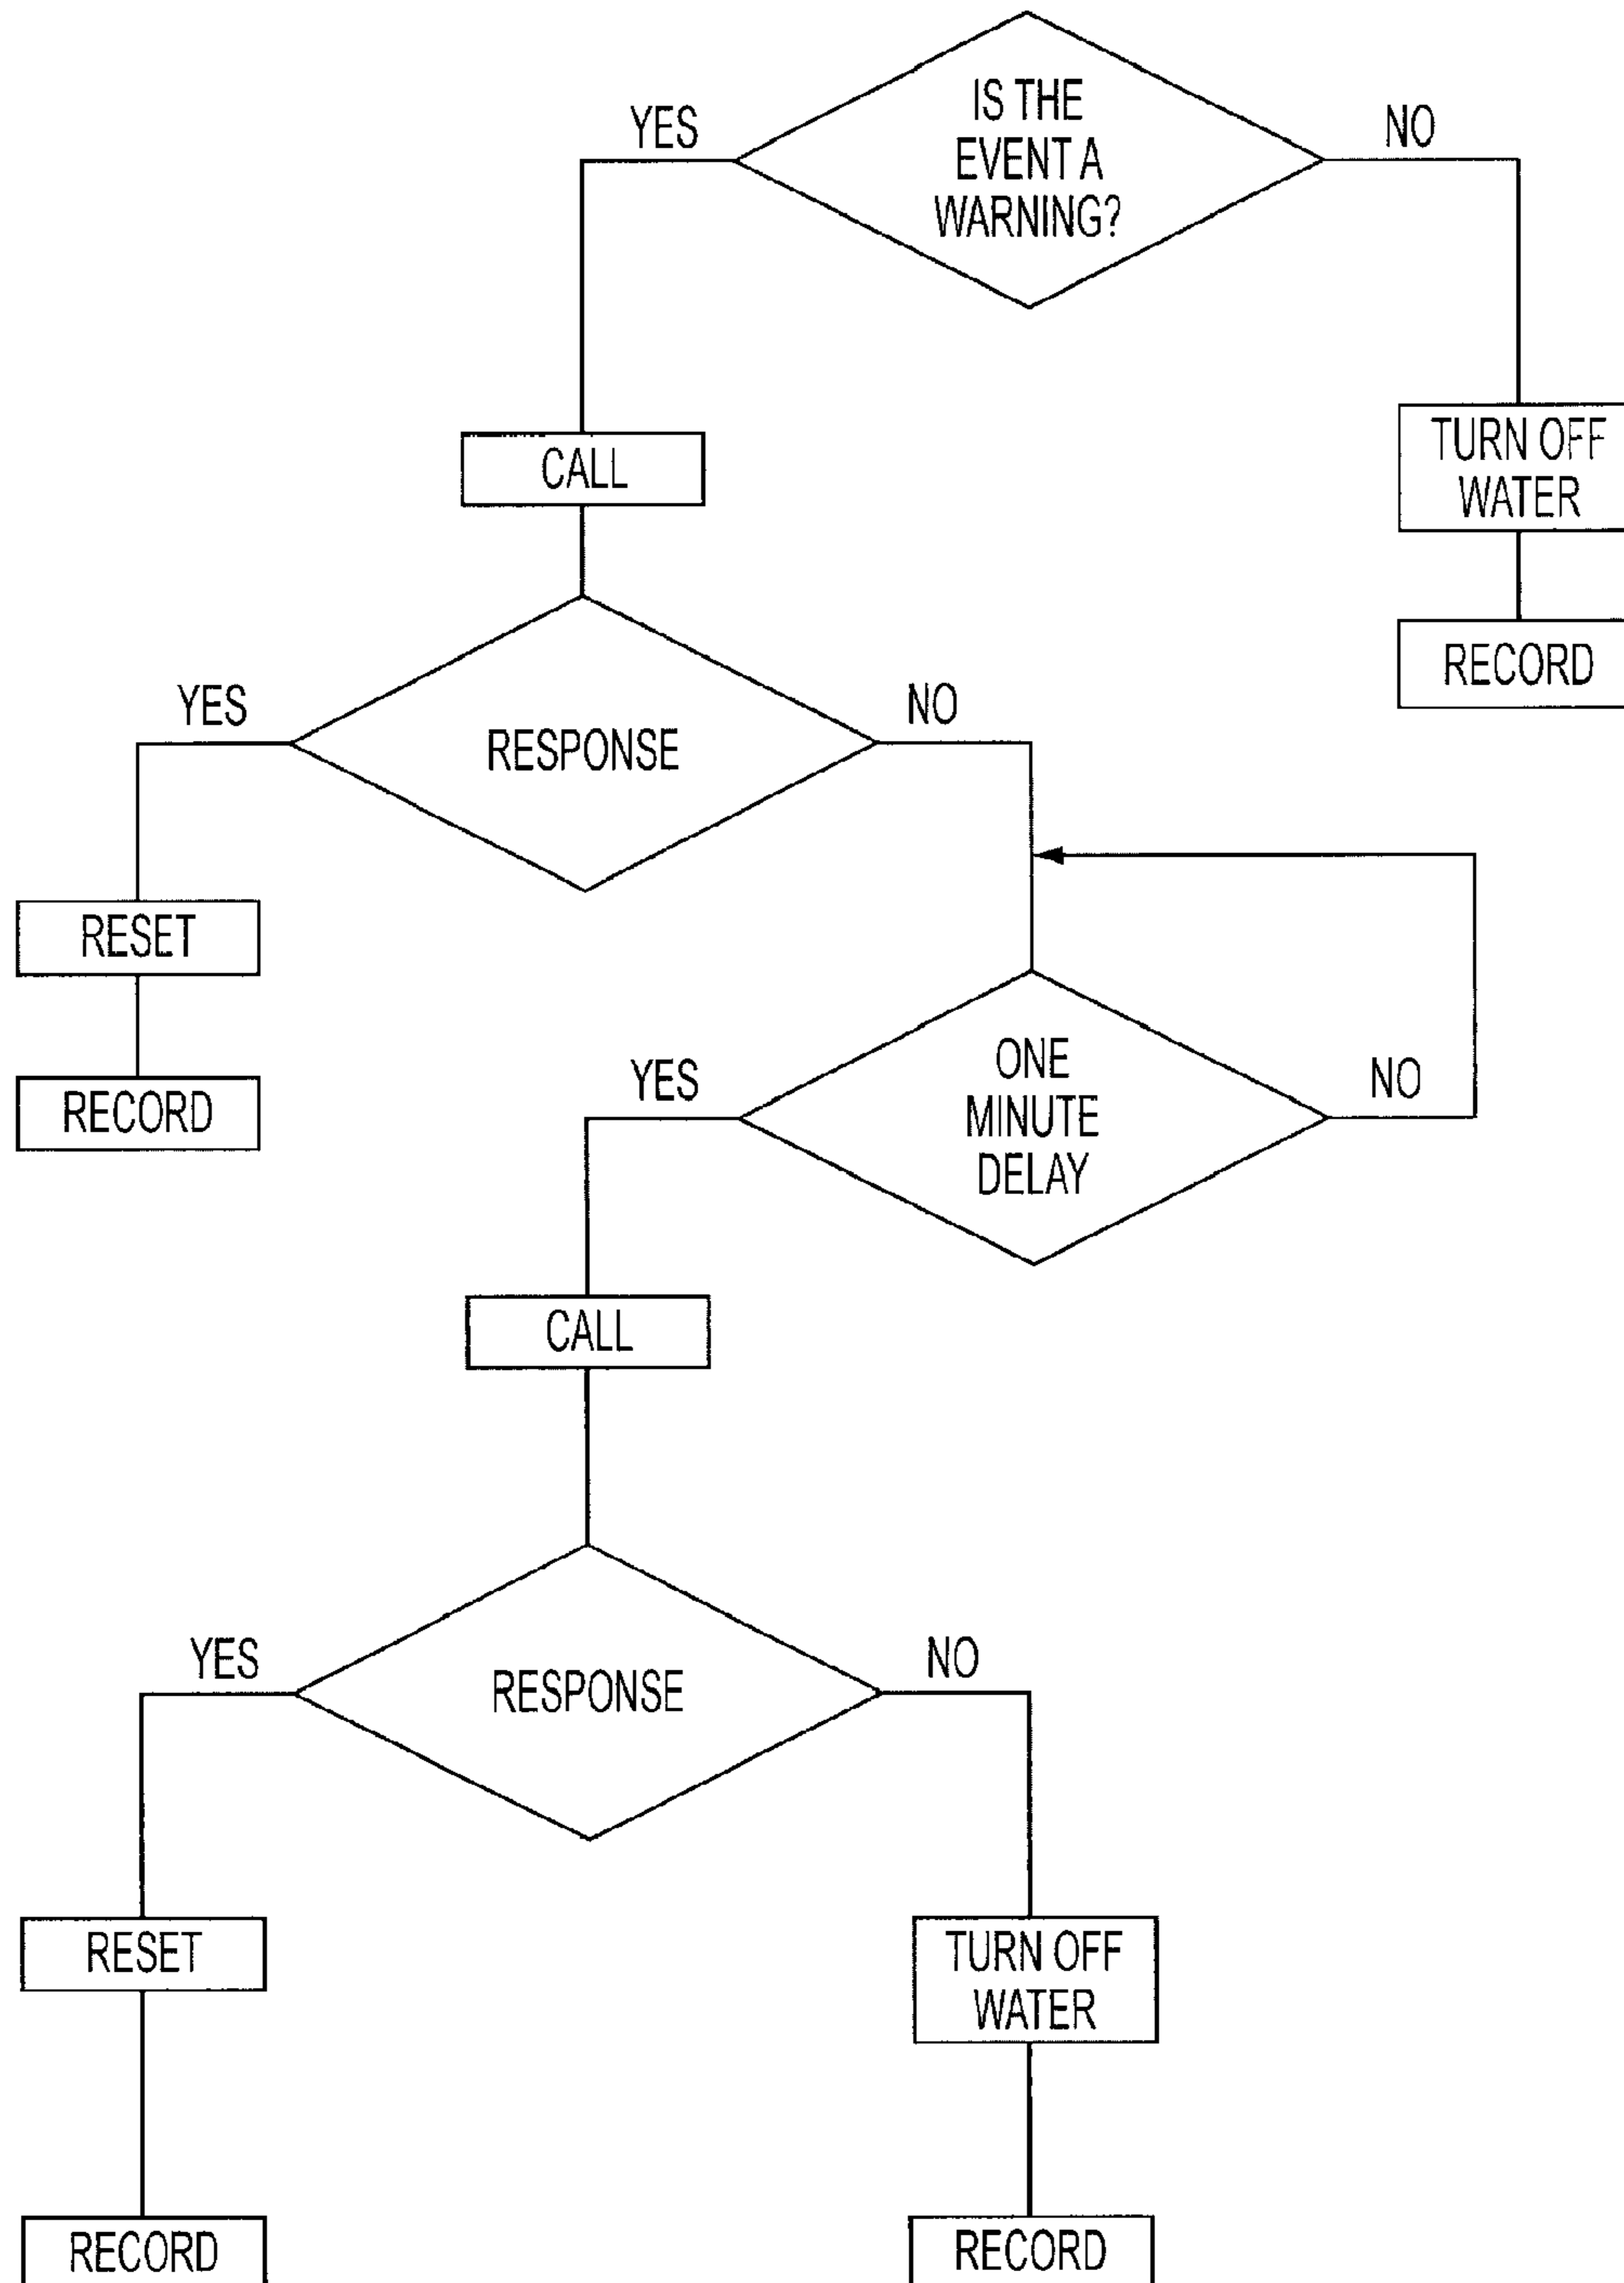 IS THE
EVENT A
WARNING?
YES
NO
CALL
TURN OFF
WATER
RECORD
YES
RESPONSE
NO
RESET
RECORD
ONE
MINUTE
DELAY
YES
NO
CALL
YES
RESPONSE
NO
RESET
TURN OFF
WATER
RECORD
RECORD